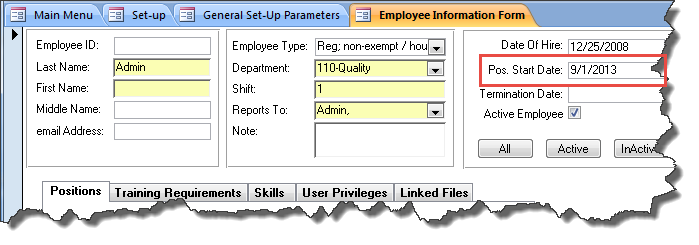 Main Menu Set-up General Set-Up Parameters Employee Information Form
Employee ID:
Last Name: Admin
First Name:
Middle Name:
email Address:
Employee Type: Reg; non-exempt / hou
Department: 110-Quality
Shift: 1
Reports To: Admin,
Note:
Date Of Hire: 12/25/2008
Pos. Start Date: 9/1/2013
Termination Date:
Active Employee
All Active InActiv
Positions Training Requirements Skills User Privileges Linked Files